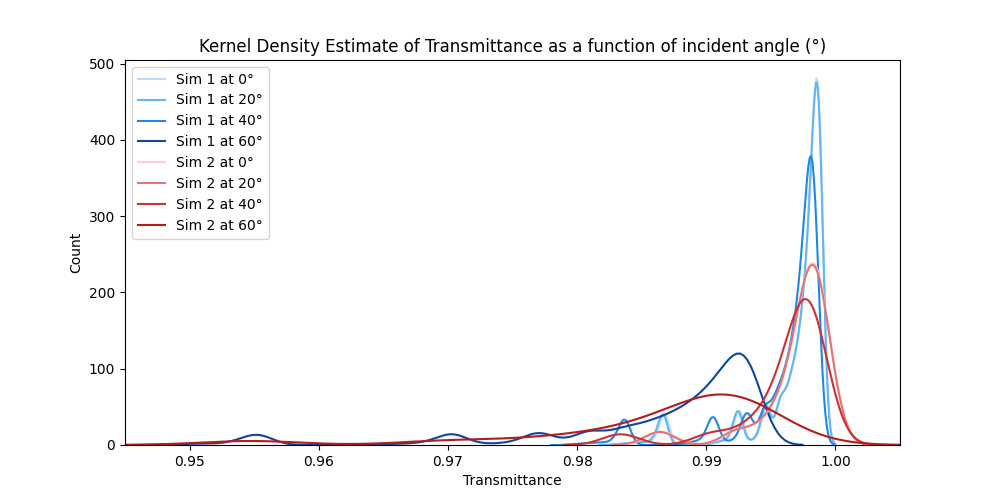 Kernel Density Estimate of Transmittance as a function of incident angle (°)
500
400
300
200
100
0
Count
Sim 1 at 0°
Sim 1 at 20°
Sim 1 at 40°
Sim 1 at 60°
Sim 2 at 0°
Sim 2 at 20°
Sim 2 at 40°
Sim 2 at 60°
0.95 0.96 0.97 0.98 0.99 1.00
Transmittance